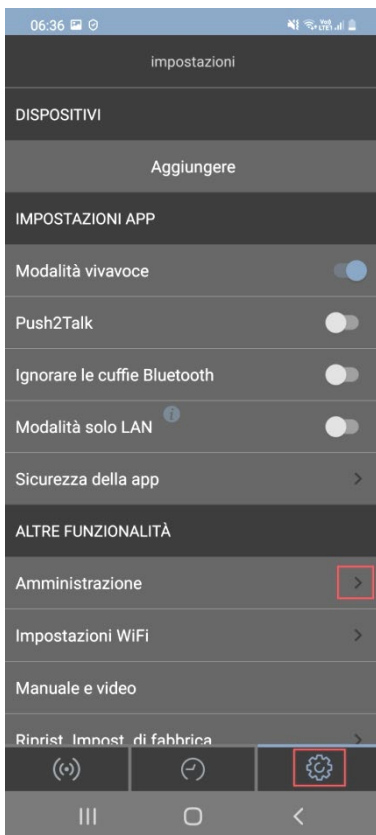 06:36
impostazioni
DISPOSITIVI
Aggiungere
IMPOSTAZIONI APP
Modalità vivavoce
Push2Talk
Ignorare le cuffie Bluetooth
Modalità solo LAN
Sicurezza della app
ALTRE FUNZIONALITÀ
Amministrazione
Impostazioni WiFi
Manuale e video
Riprist. Impost. di fabbrica